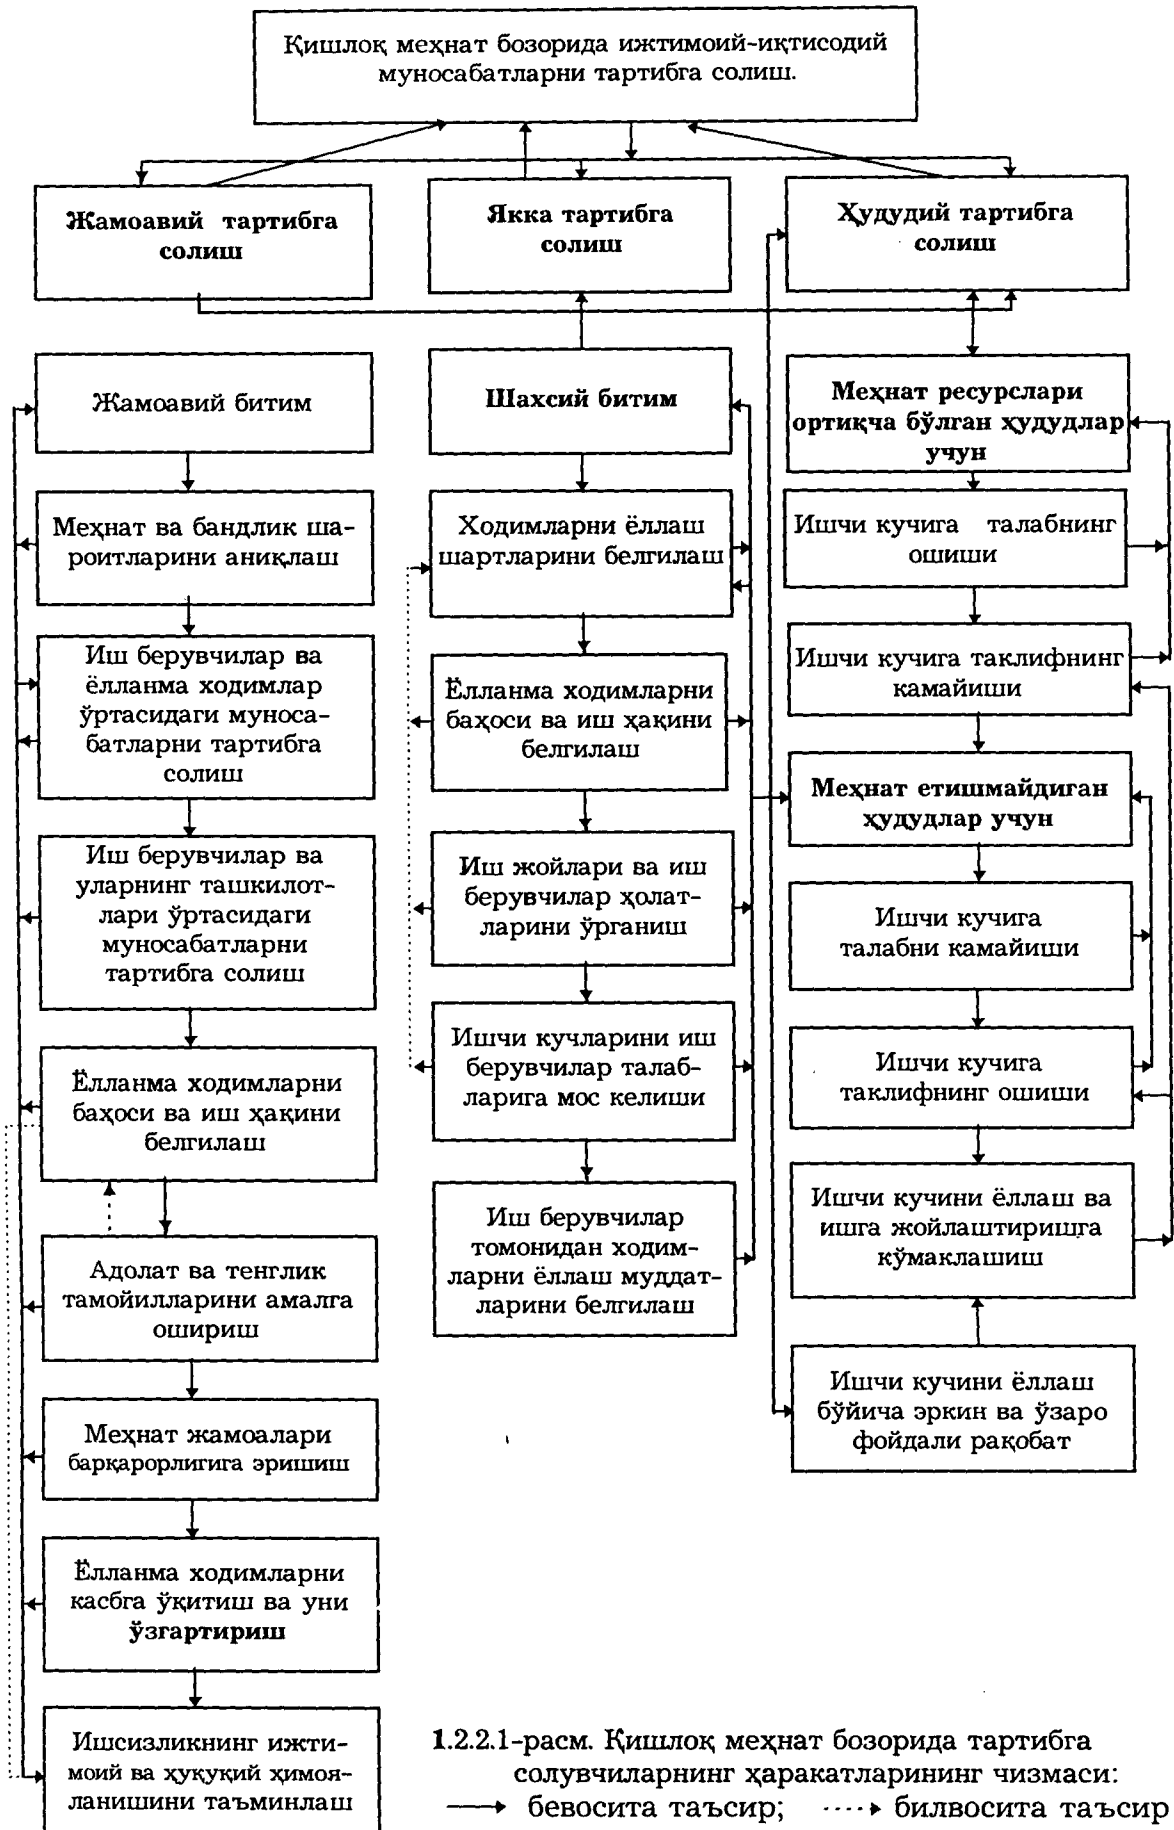 Қишлоқ меҳнат бозорида ижтимоий-иқтисодий
муносабатларни тартибга солиш.
Жамоавий тартибга
солиш
Якка тартибга
солиш
Ҳудудий тартибга
солиш
Жамоавий битим
Меҳнат ва бандлик ша-
роитларини аниқлаш
Иш берувчилар ва
ёлланма ходимлар
ўртасидаги муноса-
батларни тартибга
солиш
Иш берувчилар ва
уларнинг ташкилот-
лари ўртасидаги
муносабатларни
тартибга солиш
Ёлланма ходимларни
баҳоси ва иш ҳақини
белгилаш
Адолат ва тенглик
тамойилларини амалга
ошириш
Меҳнат жамоалари
барқарорлигига эришиш
Ёлланма ходимларни
касбга ўқитиш ва уни
ўзгартириш
Ишсизликнинг ижти-
моий ва ҳуқуқий ҳимоя-
ланишини таъминлаш
Шахсий битим
Ходимларни ёллаш
шартларини белгилаш
Ёлланма ходимларни
баҳоси ва иш ҳақини
белгилаш
Иш жойлари ва иш
берувчилар ҳолат-
ларини ўрганиш
Ишчи кучларини иш
берувчилар талаб-
ларига мос келиши
Иш берувчилар
томонидан ходим-
ларни ёллаш муддат-
ларини белгилаш
Меҳнат ресурслари
ортиқча бўлган ҳудудлар
учун
Ишчи кучига талабнинг
ошиши
Ишчи кучига таклифнинг
камайиши
Меҳнат етишмайдиган
ҳудудлар учун
Ишчи кучига
талабни камайиши
Ишчи кучига
таклифнинг ошиши
Ишчи кучини ёллаш ва
ишга жойлаштиришга
кўмаклашиш
Ишчи кучини ёллаш
бўйича эркин ва ўзаро
фойдали рақобат
1.2.2.1-расм. Қишлоқ меҳнат бозорида тартибга
солувчиларнинг ҳаракатларининг чизмаси:
бевосита таъсир; билвосита таъсир